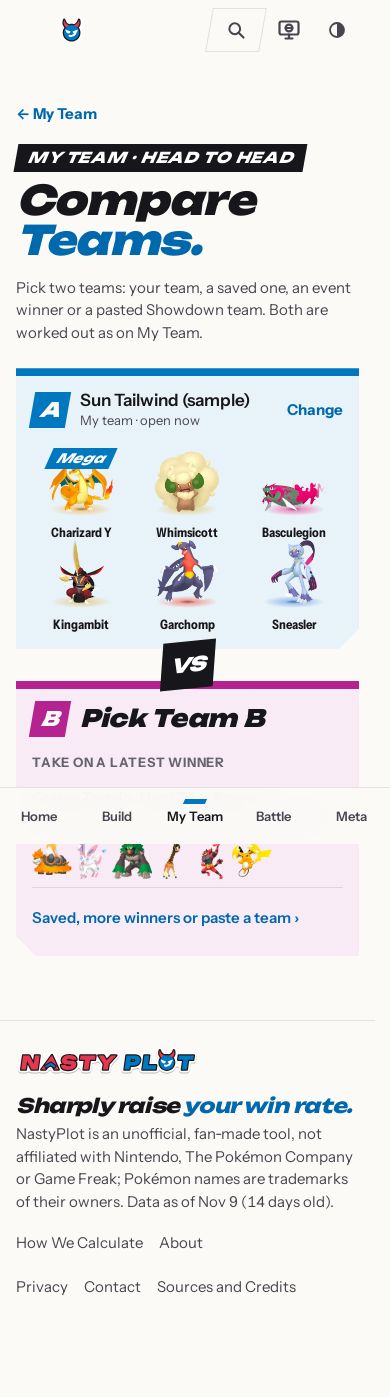 ← My Team
MY TEAM · HEAD TO HEAD
Compare
Teams.
Pick two teams: your team, a saved one, an event
winner or a pasted Showdown team. Both are
worked out as on My Team.
A
Sun Tailwind (sample)
My team · open now
Change
Mega
Charizard Y
Whimsicott
Basculegion
Kingambit
Garchomp
Sneasler
VS
B
Pick Team B
TAKE ON A LATEST WINNER
Home
Build
My Team
Battle
Meta
Saved, more winners or paste a team ›
NASTY PLOT
Sharply raise your win rate.
NastyPlot is an unofficial, fan-made tool, not
affiliated with Nintendo, The Pokémon Company
or Game Freak; Pokémon names are trademarks
of their owners. Data as of Nov 9 (14 days old).
How We Calculate
About
Privacy
Contact
Sources and Credits